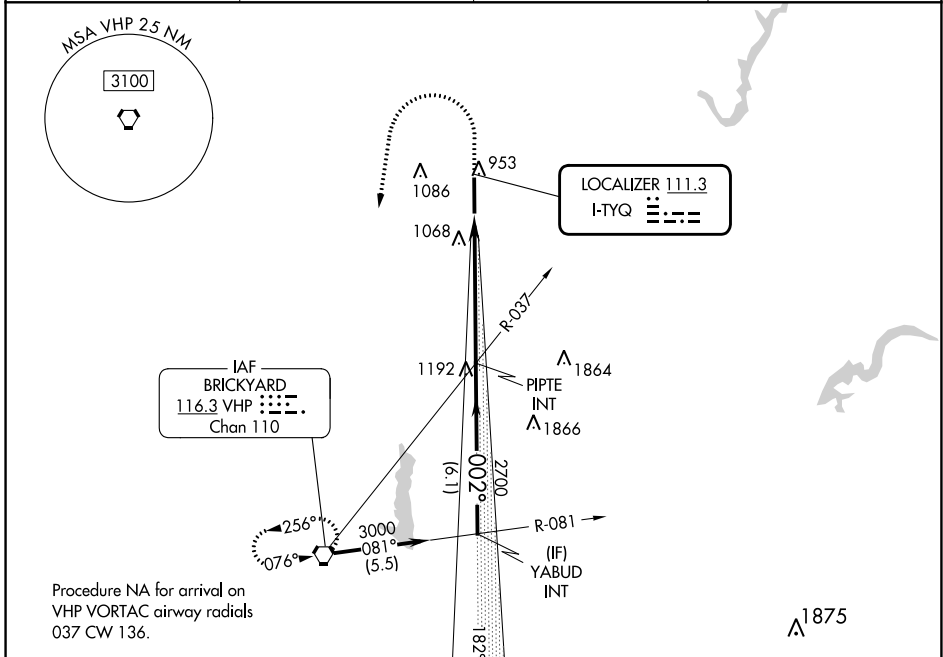 MSA VHP 25 NM
3100
953
1086
LOCALIZER 111.3
I-TYQ
1068
R-037
IAF
BRICKYARD
116.3 VHP
Chan 110
1192
1864
PIPTE
INT
1866
002°
(6.1)
2700
256°
076°
3000
081°
(5.5)
R-081
(IF)
YABUD
INT
Procedure NA for arrival on
VHP VORTAC airway radials
037 CW 136.
182°
1875